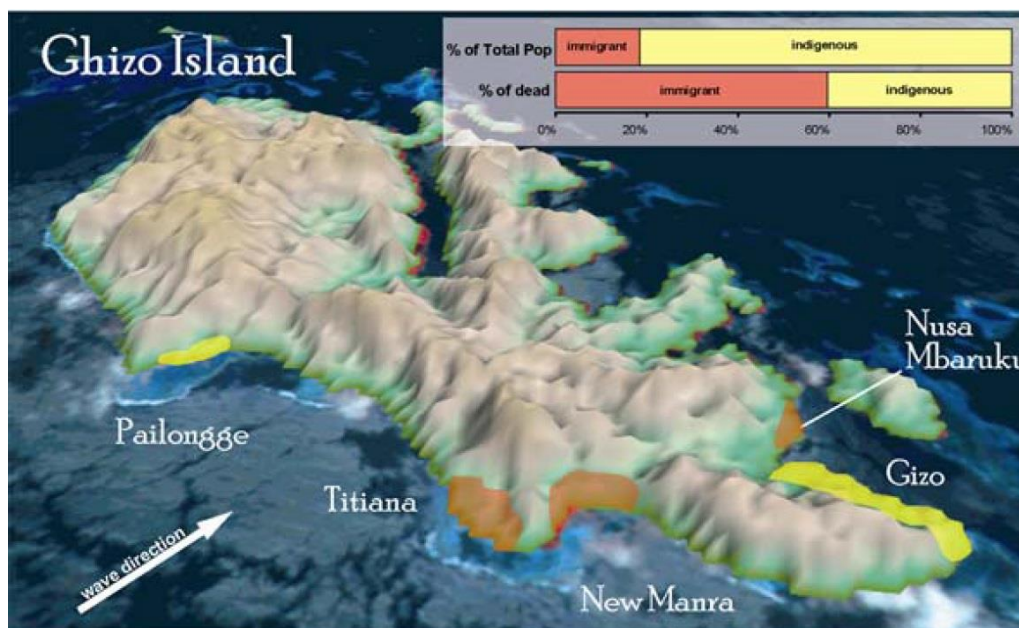 Ghizo Island
% of Total Pop
immigrant
indigenous
% of dead
immigrant
indigenous
0%
20%
40%
60%
80%
100%
Nusa
Mbaruku
Pailongge
Gizo
Titiana
wave direction
New Manra